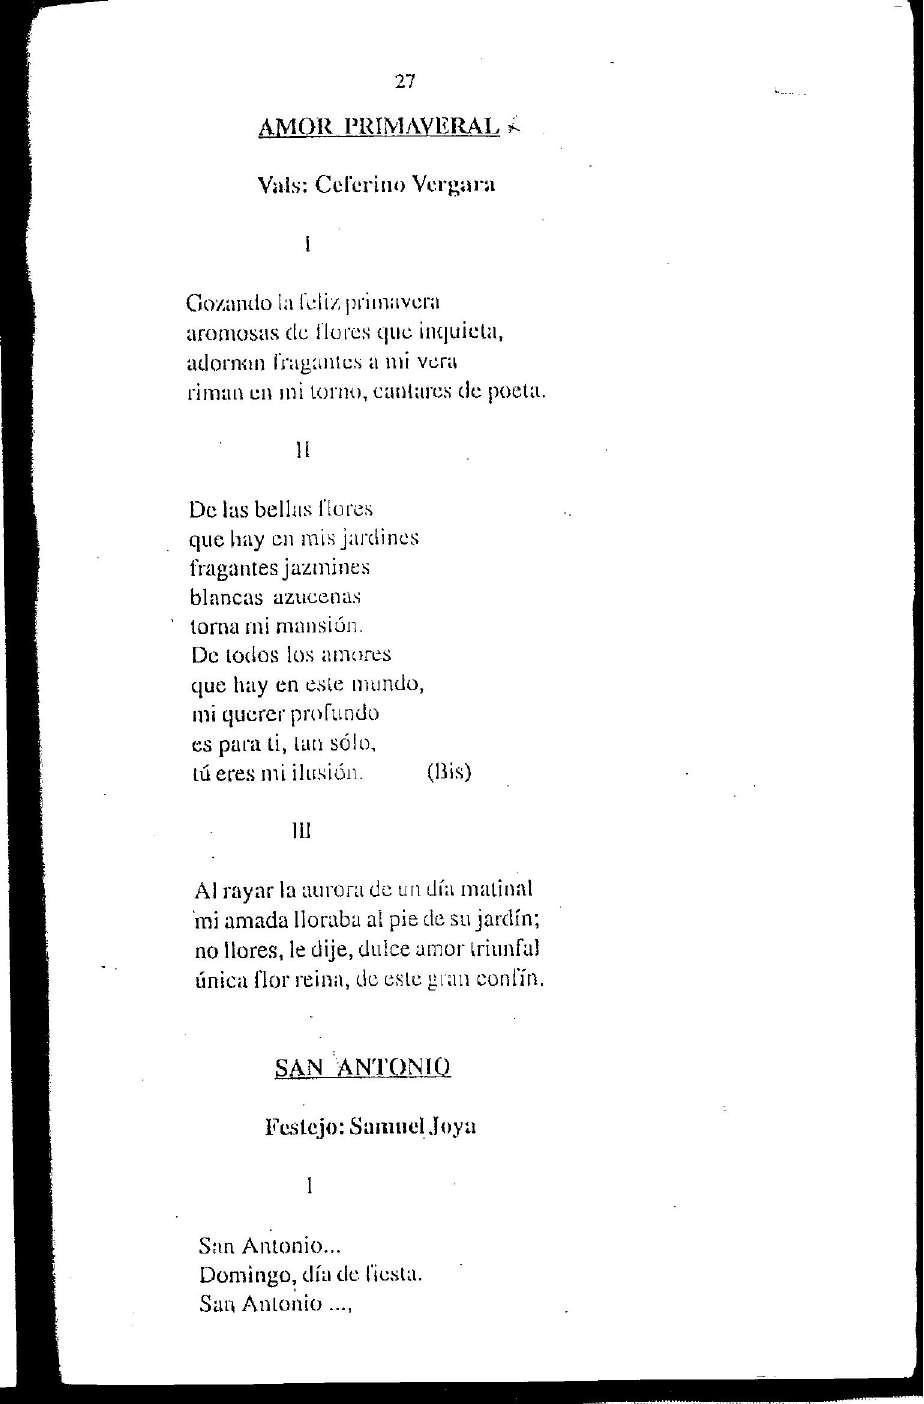 27
AMOR PRIMAVERAL
Vals: Ceferino Vergara
I
Gozando la feliz primavera
aromosas de flores que inquieta,
adornan fragantes a mi vera
riman en mi torno, cantares de poeta.
II
De las bellas flores
que hay en mis jardines
fragantes jazmines
blancas azucenas
torna mi mansión.
De todos los amores
que hay en este mundo,
mi querer profundo
es para ti, tan sólo,
tú eres mi ilusión. (Bis)
III
Al rayar la aurora de un día matinal
mi amada lloraba al pie de su jardín;
no llores, le dije, dulce amor triunfal
única flor reina, de este gran confín.
SAN ANTONIO
Festejo: Samuel Joya
I
San Antonio...
Domingo, día de fiesta.
San Antonio ...,